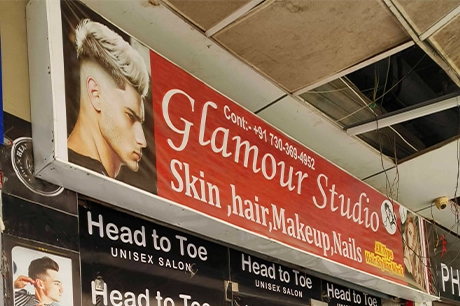 Cont:- +91 730-369-4952
Glamour Studio
Skin ,hair,Makeup,Nails
Head to Toe
UNISEX SALON
Head to Toe
UNISEX SALON
Head to Toe
Head to Toe
PH